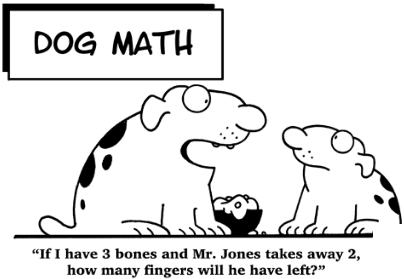 DOG MATH
“If I have 3 bones and Mr. Jones takes away 2,
how many fingers will he have left?”